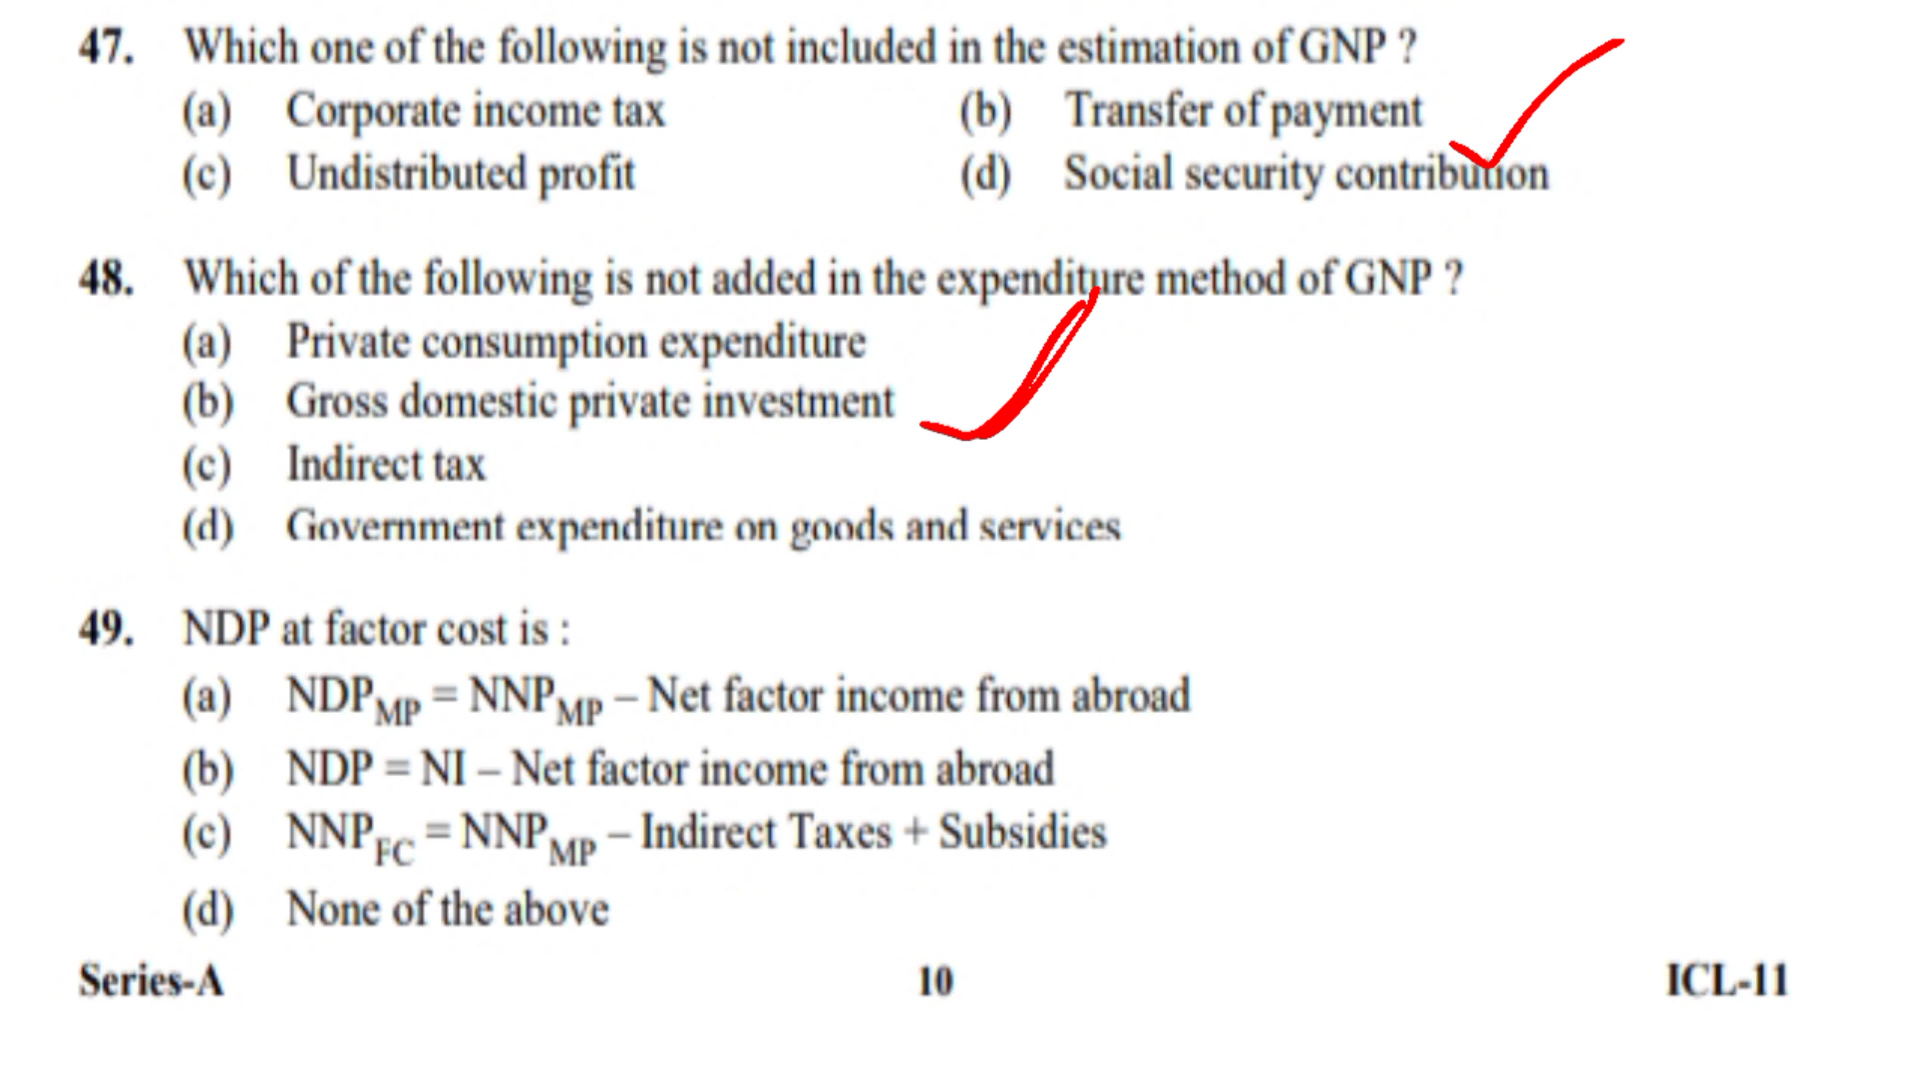 47. Which one of the following is not included in the estimation of GNP ?
(a) Corporate income tax (b) Transfer of payment
(c) Undistributed profit (d) Social security contribution
48. Which of the following is not added in the expenditure method of GNP ?
(a) Private consumption expenditure
(b) Gross domestic private investment
(c) Indirect tax
(d) Government expenditure on goods and services
49. NDP at factor cost is :
(a) NDP_MP = NNP_MP – Net factor income from abroad
(b) NDP = NI – Net factor income from abroad
(c) NNP_FC = NNP_MP – Indirect Taxes + Subsidies
(d) None of the above
Series-A 10 ICL-11